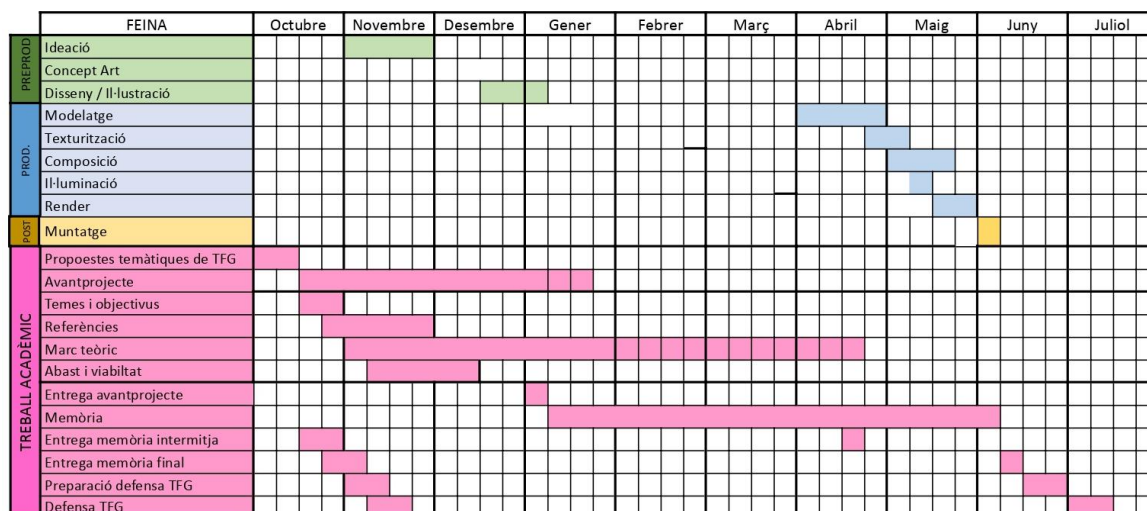 FEINA Octubre Novembre Desembre Gener Febrer Març Abril Maig Juny Juliol
PREPROD
Ideació
Concept Art
Disseny / Il·lustració
PROD.
Modelatge
Texturització
Composició
Il·luminació
Render
POST
Muntatge
TREBALL ACADÈMIC
Propoestes temàtiques de TFG
Avantprojecte
Temes i objectivus
Referències
Marc teòric
Abast i viabiltat
Entrega avantprojecte
Memòria
Entrega memòria intermitja
Entrega memòria final
Preparació defensa TFG
Defensa TFG